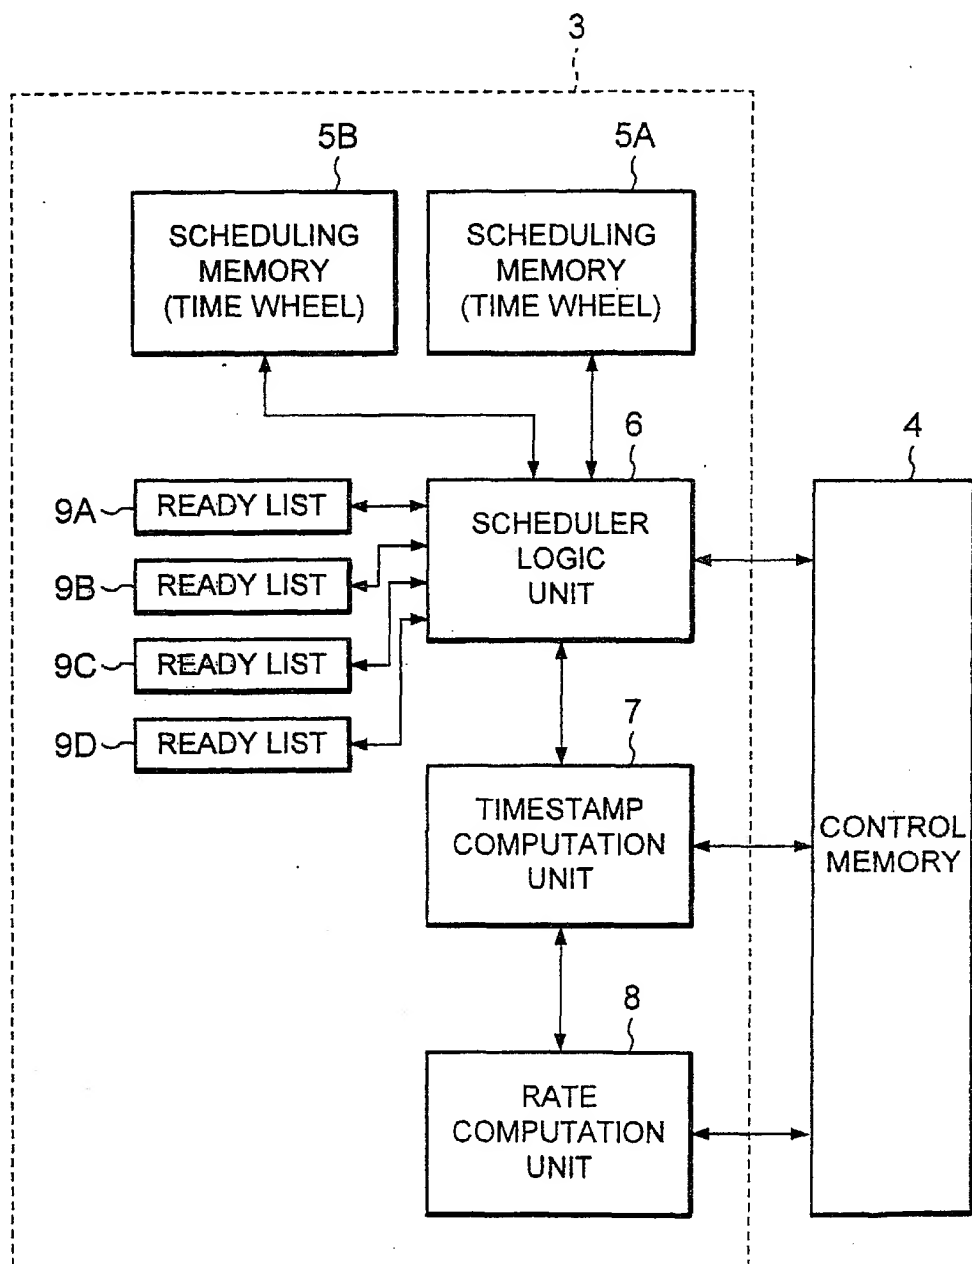 3
5B
5A
SCHEDULING
MEMORY
(TIME WHEEL)
SCHEDULING
MEMORY
(TIME WHEEL)
6
4
9A
READY LIST
9B
READY LIST
9C
READY LIST
9D
READY LIST
SCHEDULER
LOGIC
UNIT
7
TIMESTAMP
COMPUTATION
UNIT
CONTROL
MEMORY
8
RATE
COMPUTATION
UNIT